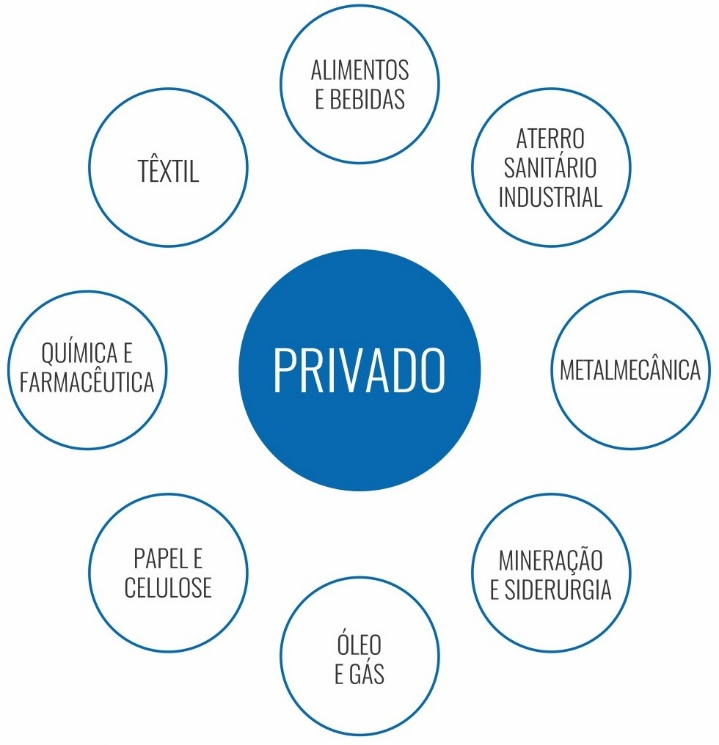 ALIMENTOS
E BEBIDAS
ATERRO
SANITÁRIO
INDUSTRIAL
TÊXTIL
PRIVADO
QUÍMICA E
FARMACÊUTICA
METALMECÂNICA
PAPEL E
CELULOSE
MINERAÇÃO
E SIDERURGIA
ÓLEO
E GÁS